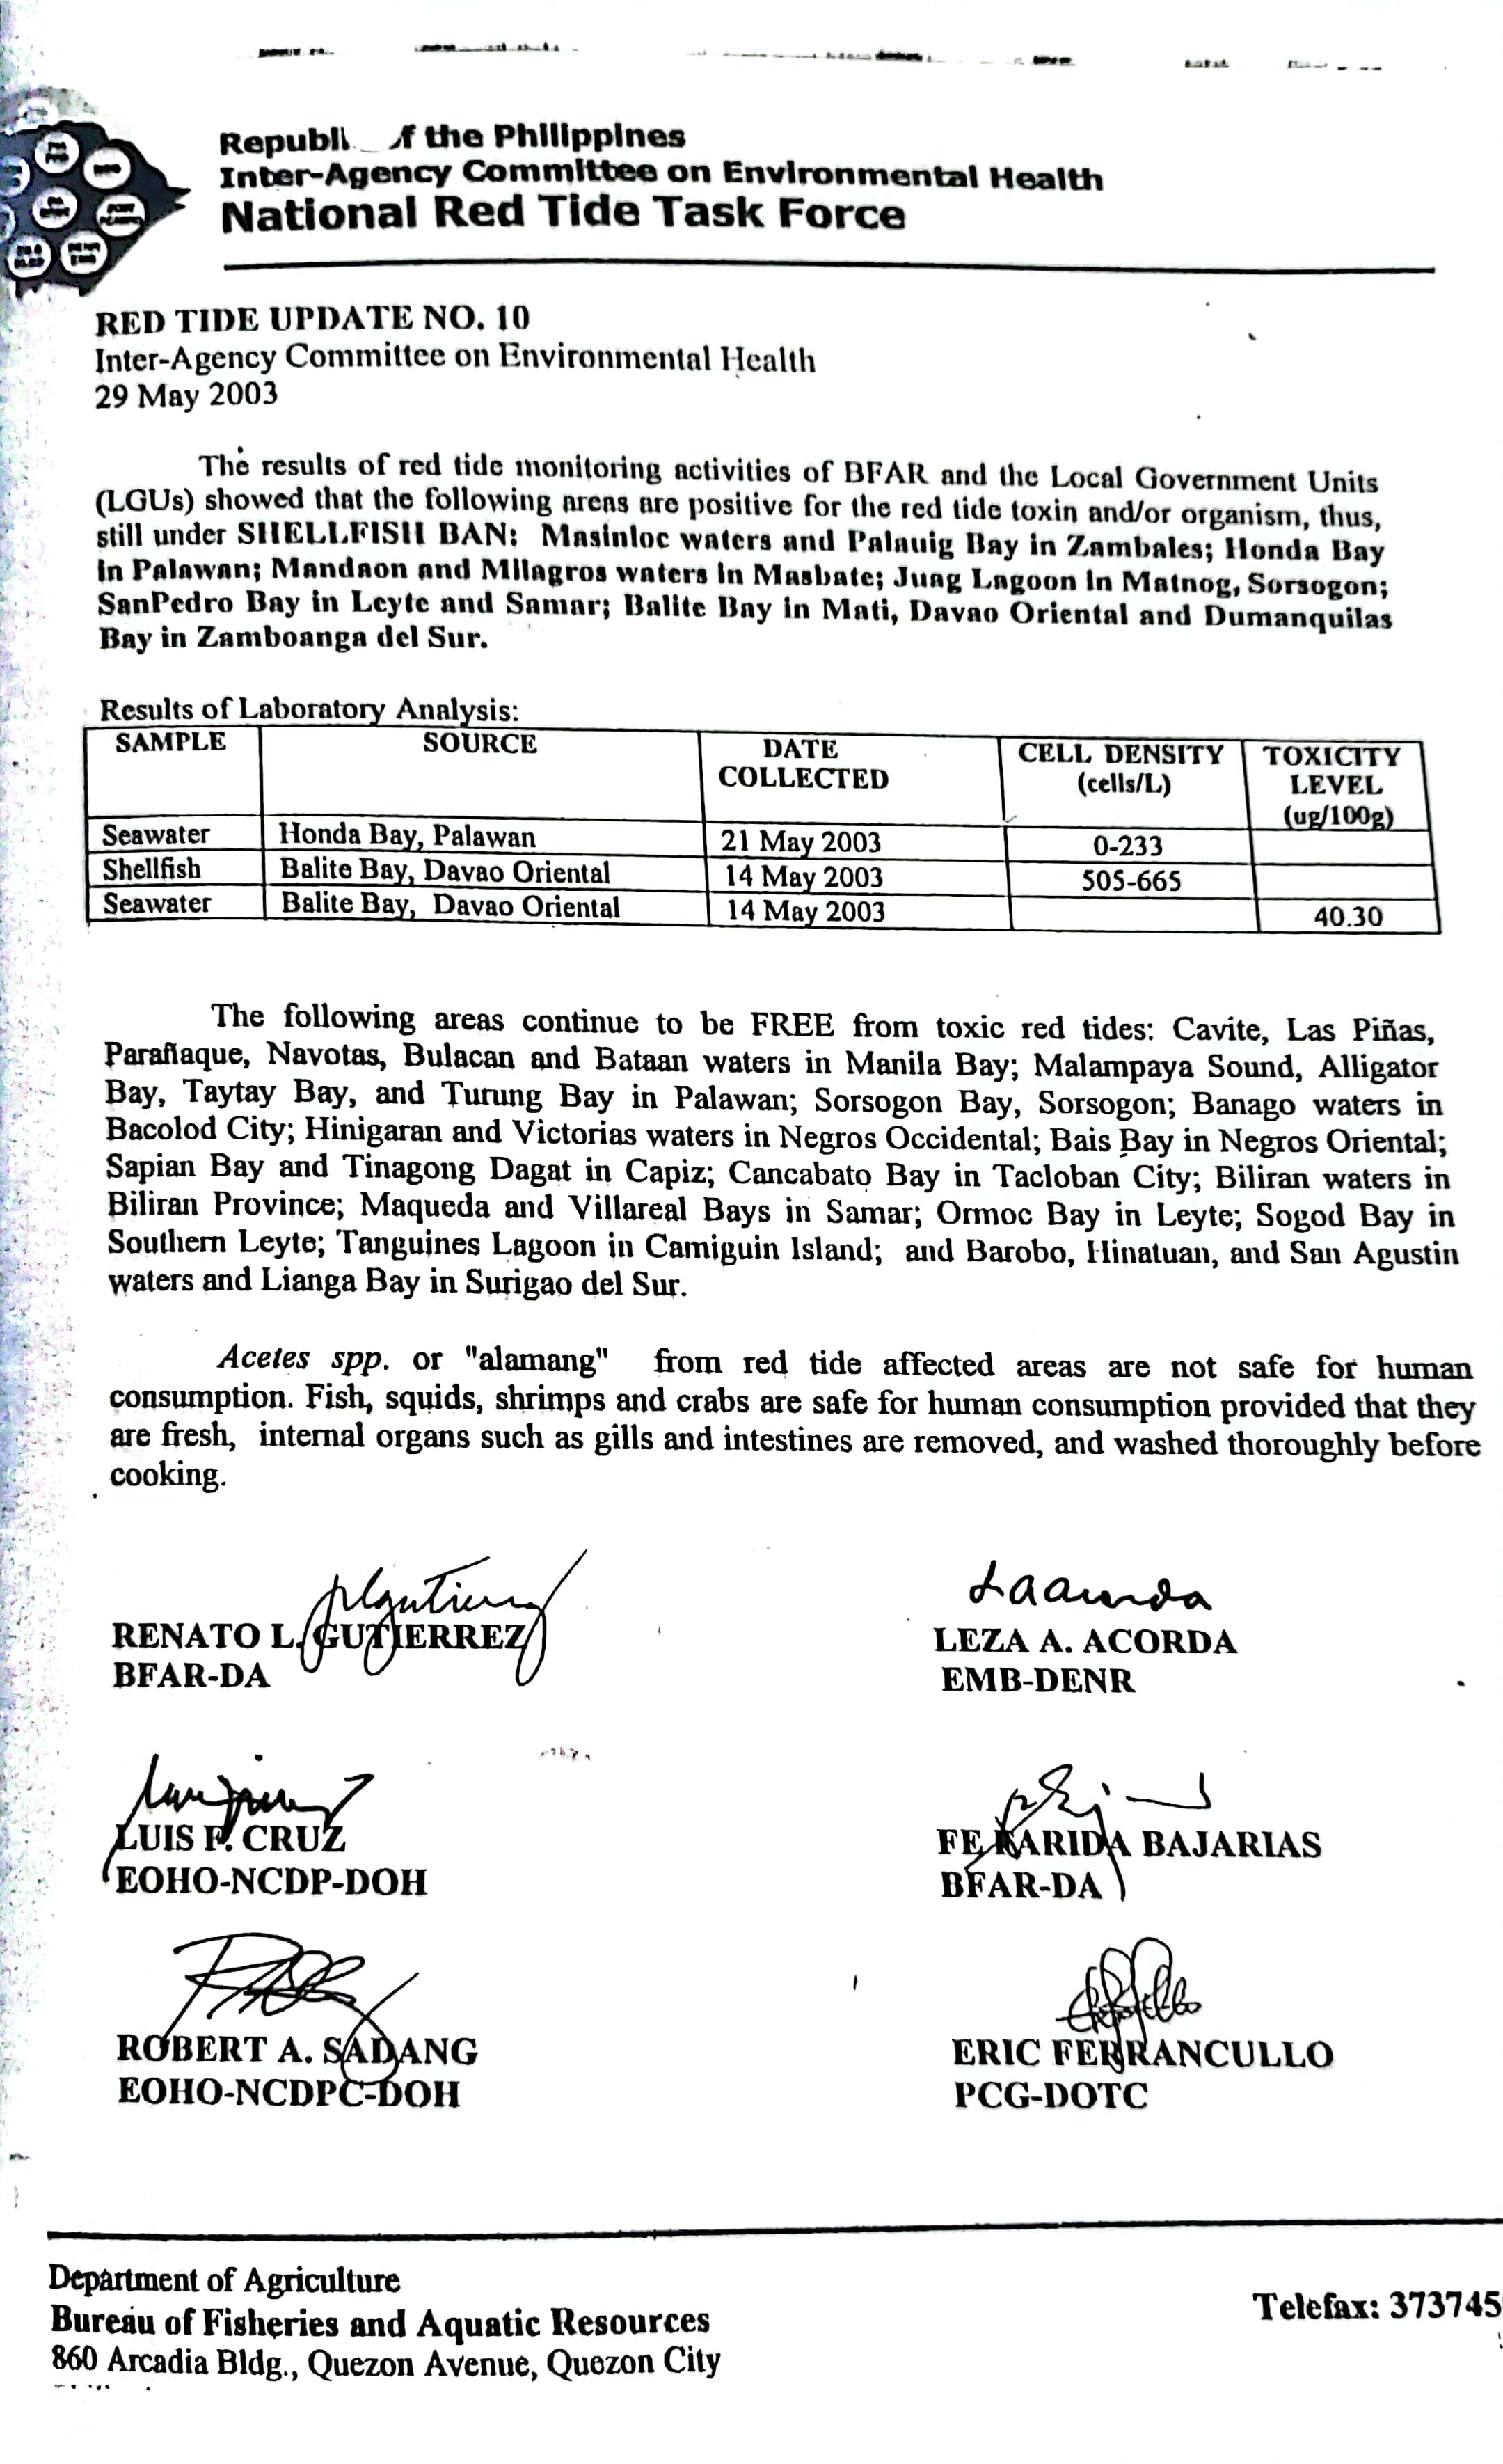 Republi f the Philippines
Inter-Agency Committee on Environmental Health
National Red Tide Task Force
RED TIDE UPDATE NO. 10
Inter-Agency Committee on Environmental Health
29 May 2003
The results of red tide monitoring activities of BFAR and the Local Government Units
(LGUs) showed that the following areas are positive for the red tide toxin and/or organism, thus,
still under SHELLFISH BAN: Masinloc waters and Palauig Bay in Zambales; Honda Bay
in Palawan; Mandaon and Milagros waters in Masbate; Jung Lagoon in Matnog, Sorsogon;
SanPedro Bay in Leyte and Samar; Balite Bay in Mati, Davao Oriental and Dumanquilas
Bay in Zamboanga del Sur.
Results of Laboratory Analysis:
SAMPLE SOURCE DATE COLLECTED CELL DENSITY (cells/L) TOXICITY LEVEL (ug/100g)
Seawater Honda Bay, Palawan 21 May 2003 0-233
Shellfish Balite Bay, Davao Oriental 14 May 2003 505-665
Seawater Balite Bay, Davao Oriental 14 May 2003 40.30
The following areas continue to be FREE from toxic red tides: Cavite, Las Piñas,
Parañaque, Navotas, Bulacan and Bataan waters in Manila Bay; Malampaya Sound, Alligator
Bay, Taytay Bay, and Turung Bay in Palawan; Sorsogon Bay, Sorsogon; Banago waters in
Bacolod City; Hinigaran and Victorias waters in Negros Occidental; Bais Bay in Negros Oriental;
Sapian Bay and Tinagong Dagat in Capiz; Cancabato Bay in Tacloban City; Biliran waters in
Biliran Province; Maqueda and Villareal Bays in Samar; Ormoc Bay in Leyte; Sogod Bay in
Southern Leyte; Tanguines Lagoon in Camiguin Island; and Barobo, Hinatuan, and San Agustin
waters and Lianga Bay in Surigao del Sur.
Acetes spp. or "alamang" from red tide affected areas are not safe for human
consumption. Fish, squids, shrimps and crabs are safe for human consumption provided that they
are fresh, internal organs such as gills and intestines are removed, and washed thoroughly before
cooking.
RENATO L. GUTIERREZ
BFAR-DA
LEZA A. ACORDA
EMB-DENR
LUIS F. CRUZ
EOHO-NCDP-DOH
FE FARIDA BAJARIAS
BFAR-DA
ROBERT A. SADANG
EOHO-NCDPC-DOH
ERIC FERRANCULLO
PCG-DOTC
Department of Agriculture
Bureau of Fisheries and Aquatic Resources
860 Arcadia Bldg., Quezon Avenue, Quezon City
Telefax: 373745